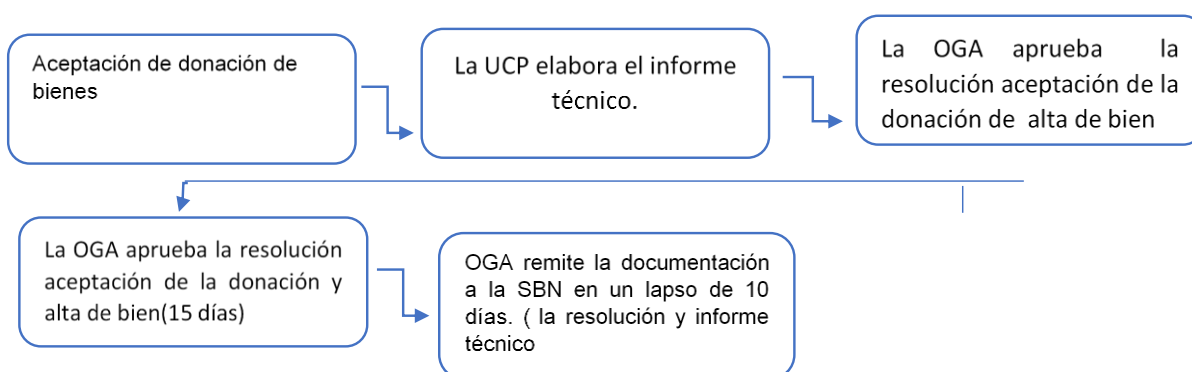 Aceptación de donación de
bienes
La UCP elabora el informe
técnico.
La OGA aprueba la
resolución aceptación de la
donación de alta de bien
La OGA aprueba la resolución
aceptación de la donación y
alta de bien(15 días)
OGA remite la documentación
a la SBN en un lapso de 10
días. ( la resolución y informe
técnico